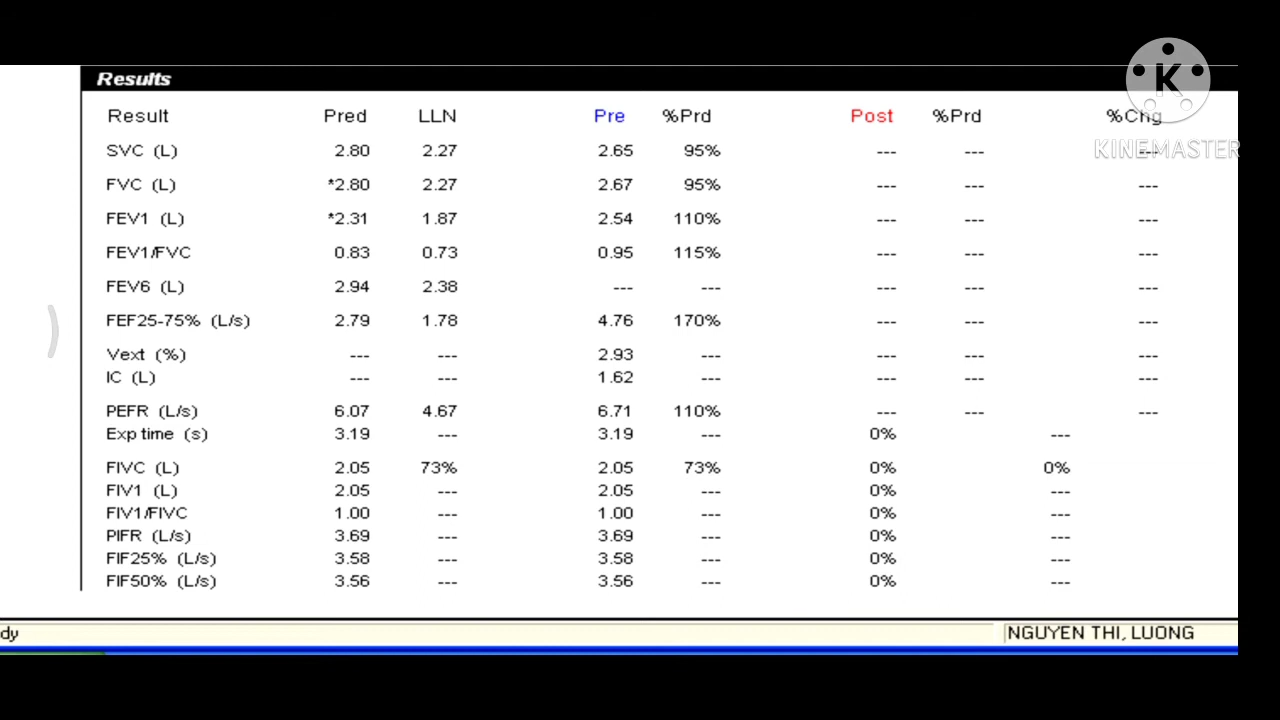 Results
K
KINEMASTER
Result Pred LLN Pre %Prd Post %Prd %Chg
SVC (L) 2.80 2.27 2.65 95% --- --- ---
FVC (L) *2.80 2.27 2.67 95% --- --- ---
FEV1 (L) *2.31 1.87 2.54 110% --- --- ---
FEV1/FVC 0.83 0.73 0.95 115% --- --- ---
FEV6 (L) 2.94 2.38 --- --- --- --- ---
FEF25-75% (L/s) 2.79 1.78 4.76 170% --- --- ---
Vext (%) --- --- 2.93 --- --- --- ---
IC (L) --- --- 1.62 --- --- --- ---
PEFR (L/s) 6.07 4.67 6.71 110% --- --- ---
Exp time (s) 3.19 --- 3.19 --- 0% ---
FIVC (L) 2.05 73% 2.05 73% 0% 0%
FIV1 (L) 2.05 --- 2.05 --- 0% ---
FIV1/FIVC 1.00 --- 1.00 --- 0% ---
PIFR (L/s) 3.69 --- 3.69 --- 0% ---
FIF25% (L/s) 3.58 --- 3.58 --- 0% ---
FIF50% (L/s) 3.56 --- 3.56 --- 0% ---
dy NGUYEN THI, LUONG